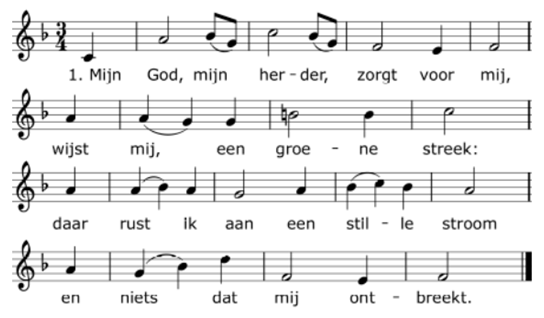 1. Mijn God, mijn her - der, zorgt voor mij,
wijst mij, een groe - ne streek:
daar rust ik aan een stil - le stroom
en niets dat mij ont - breekt.